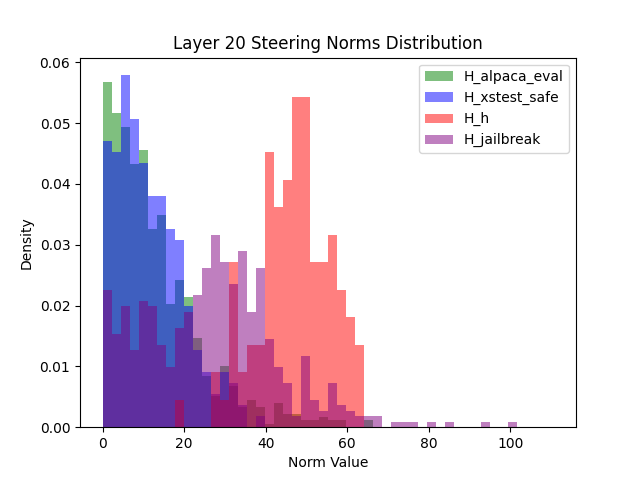 Layer 20 Steering Norms Distribution
H_alpaca_eval
H_xstest_safe
H_h
H_jailbreak
Density
0.06
0.05
0.04
0.03
0.02
0.01
0.00
0 20 40 60 80 100
Norm Value